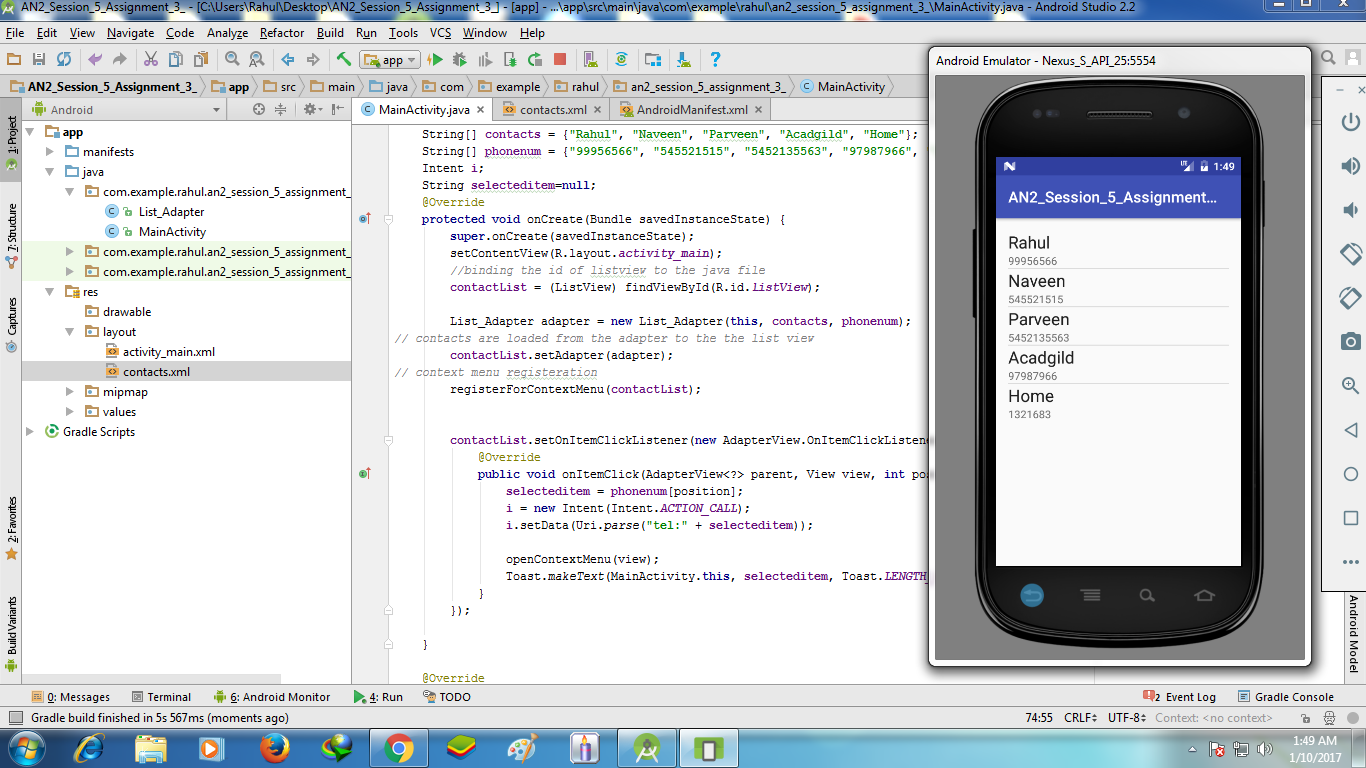 AN2_Session_5_Assignment_3_ - [C:\Users\Rahul\Desktop\AN2_Session_5_Assignment_3_] - [app] - ...\app\src\main\java\com\example\rahul\an2_session_5_assignment_3_\MainActivity.java - Android Studio 2.2
File Edit View Navigate Code Analyze Refactor Build Run Tools VCS Window Help
app
AN2_Session_5_Assignment_3_ app src main java com example rahul an2_session_5_assignment_3_ MainActivity
Android
MainActivity.java contacts.xml AndroidManifest.xml
1: Project
7: Structure
Captures
2: Favorites
Build Variants
app
manifests
java
com.example.rahul.an2_session_5_assignment_
List_Adapter
MainActivity
com.example.rahul.an2_session_5_assignment_
com.example.rahul.an2_session_5_assignment_
res
drawable
layout
activity_main.xml
contacts.xml
mipmap
values
Gradle Scripts
String[] contacts = {"Rahul", "Naveen", "Parveen", "Acadgild", "Home"};
String[] phonenum = {"99956566", "545521515", "5452135563", "97987966",
Intent i;
String selecteditem=null;
@Override
protected void onCreate(Bundle savedInstanceState) {
super.onCreate(savedInstanceState);
setContentView(R.layout.activity_main);
//binding the id of listview to the java file
contactList = (ListView) findViewById(R.id.listView);
List_Adapter adapter = new List_Adapter(this, contacts, phonenum);
// contacts are loaded from the adapter to the the list view
contactList.setAdapter(adapter);
// context menu registeration
registerForContextMenu(contactList);
contactList.setOnItemClickListener(new AdapterView.OnItemClickListene
@Override
public void onItemClick(AdapterView<?> parent, View view, int pos
selecteditem = phonenum[position];
i = new Intent(Intent.ACTION_CALL);
i.setData(Uri.parse("tel:" + selecteditem));
openContextMenu(view);
Toast.makeText(MainActivity.this, selecteditem, Toast.LENGTH_
}
});
}
@Override
Android Emulator - Nexus_S_API_25:5554
LTE 1:49
AN2_Session_5_Assignment...
Rahul
99956566
Naveen
545521515
Parveen
5452135563
Acadgild
97987966
Home
1321683
Android Model
0: Messages Terminal 6: Android Monitor 4: Run TODO 2 Event Log Gradle Console
Gradle build finished in 5s 567ms (moments ago) 74:55 CRLF UTF-8 Context: <no context>
1:49 AM
1/10/2017